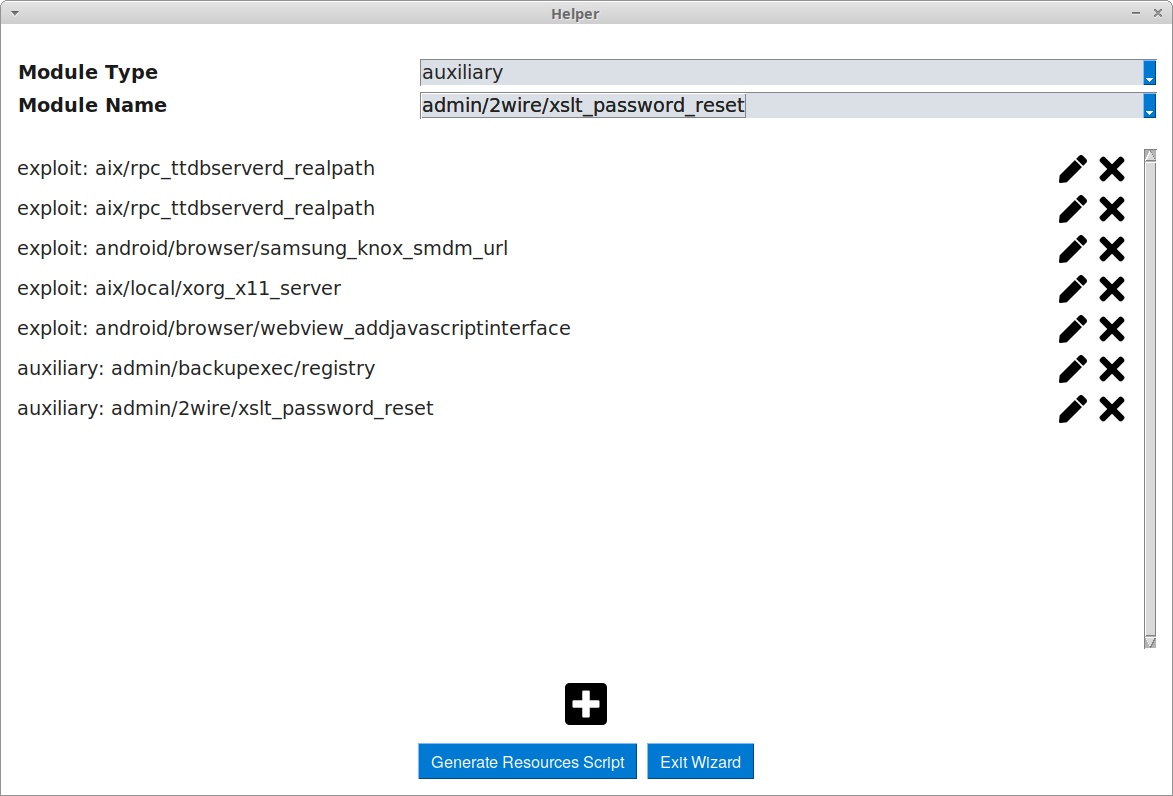 Helper
Module Type auxiliary
Module Name admin/2wire/xslt_password_reset
exploit: aix/rpc_ttdbserverd_realpath
exploit: aix/rpc_ttdbserverd_realpath
exploit: android/browser/samsung_knox_smdm_url
exploit: aix/local/xorg_x11_server
exploit: android/browser/webview_addjavascriptinterface
auxiliary: admin/backupexec/registry
auxiliary: admin/2wire/xslt_password_reset
Generate Resources Script Exit Wizard